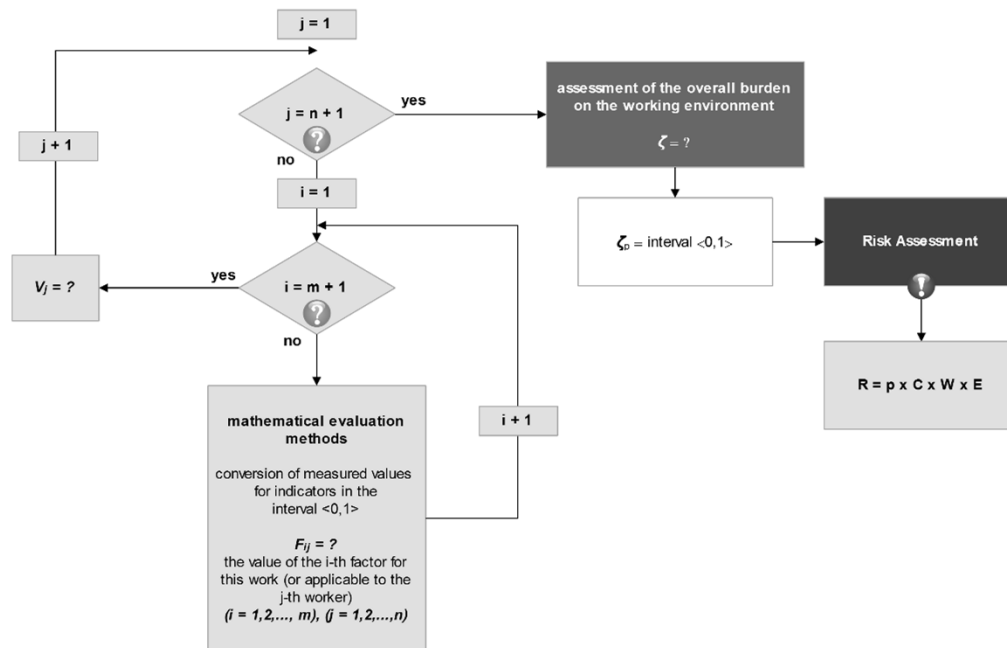 j = 1
j = n + 1
?
yes
no
assessment of the overall burden
on the working environment
ζ = ?
j + 1
i = 1
ζp = interval <0,1>
Risk Assessment
!
Vj = ?
yes
i = m + 1
?
no
R = p x C x W x E
mathematical evaluation
methods
conversion of measured values
for indicators in the
interval <0,1>
Fij = ?
the value of the i-th factor for
this work (or applicable to the
j-th worker)
(i = 1,2,..., m), (j = 1,2,...,n)
i + 1